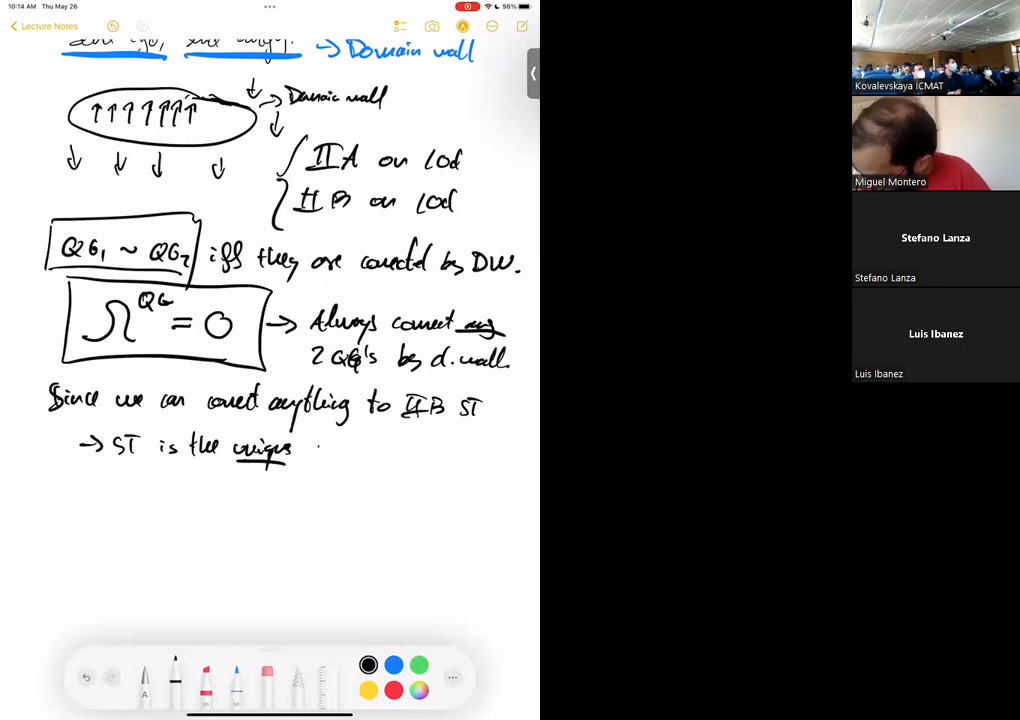 10:14 AM Thu May 26
98%
Lecture Notes
→ Domain wall
↑↑↑↑↑↑↑ → Domain wall
IIA on 10d
IIB on 10d
QG₁ ~ QG₂ iff they are connected by DW.
Ω^QG = 0 → Always connect any
2 QG's by d. wall.
Since we can connect anything to IIB ST
→ ST is the unique
A
Kovalevskaya ICMAT
Miguel Montero
Stefano Lanza
Stefano Lanza
Luis Ibanez
Luis Ibanez